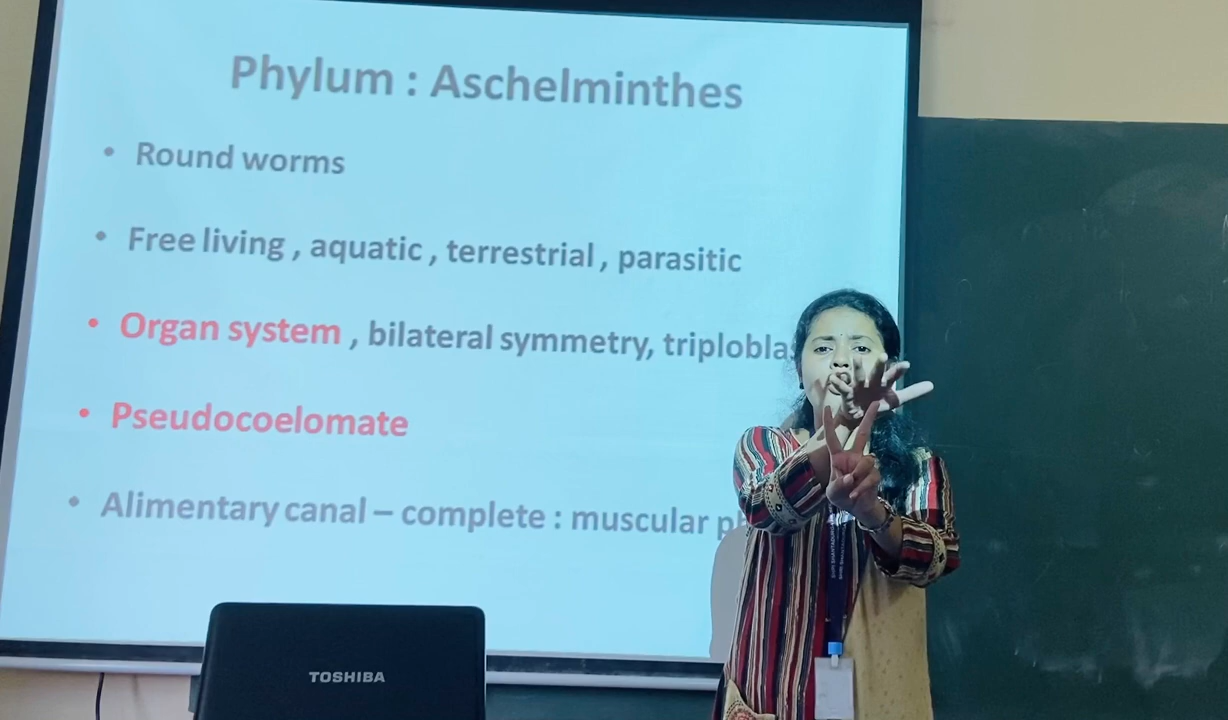 Phylum : Aschelminthes
• Round worms
• Free living , aquatic , terrestrial , parasitic
• Organ system , bilateral symmetry, triplobla
• Pseudocoelomate
• Alimentary canal – complete : muscular p
TOSHIBA